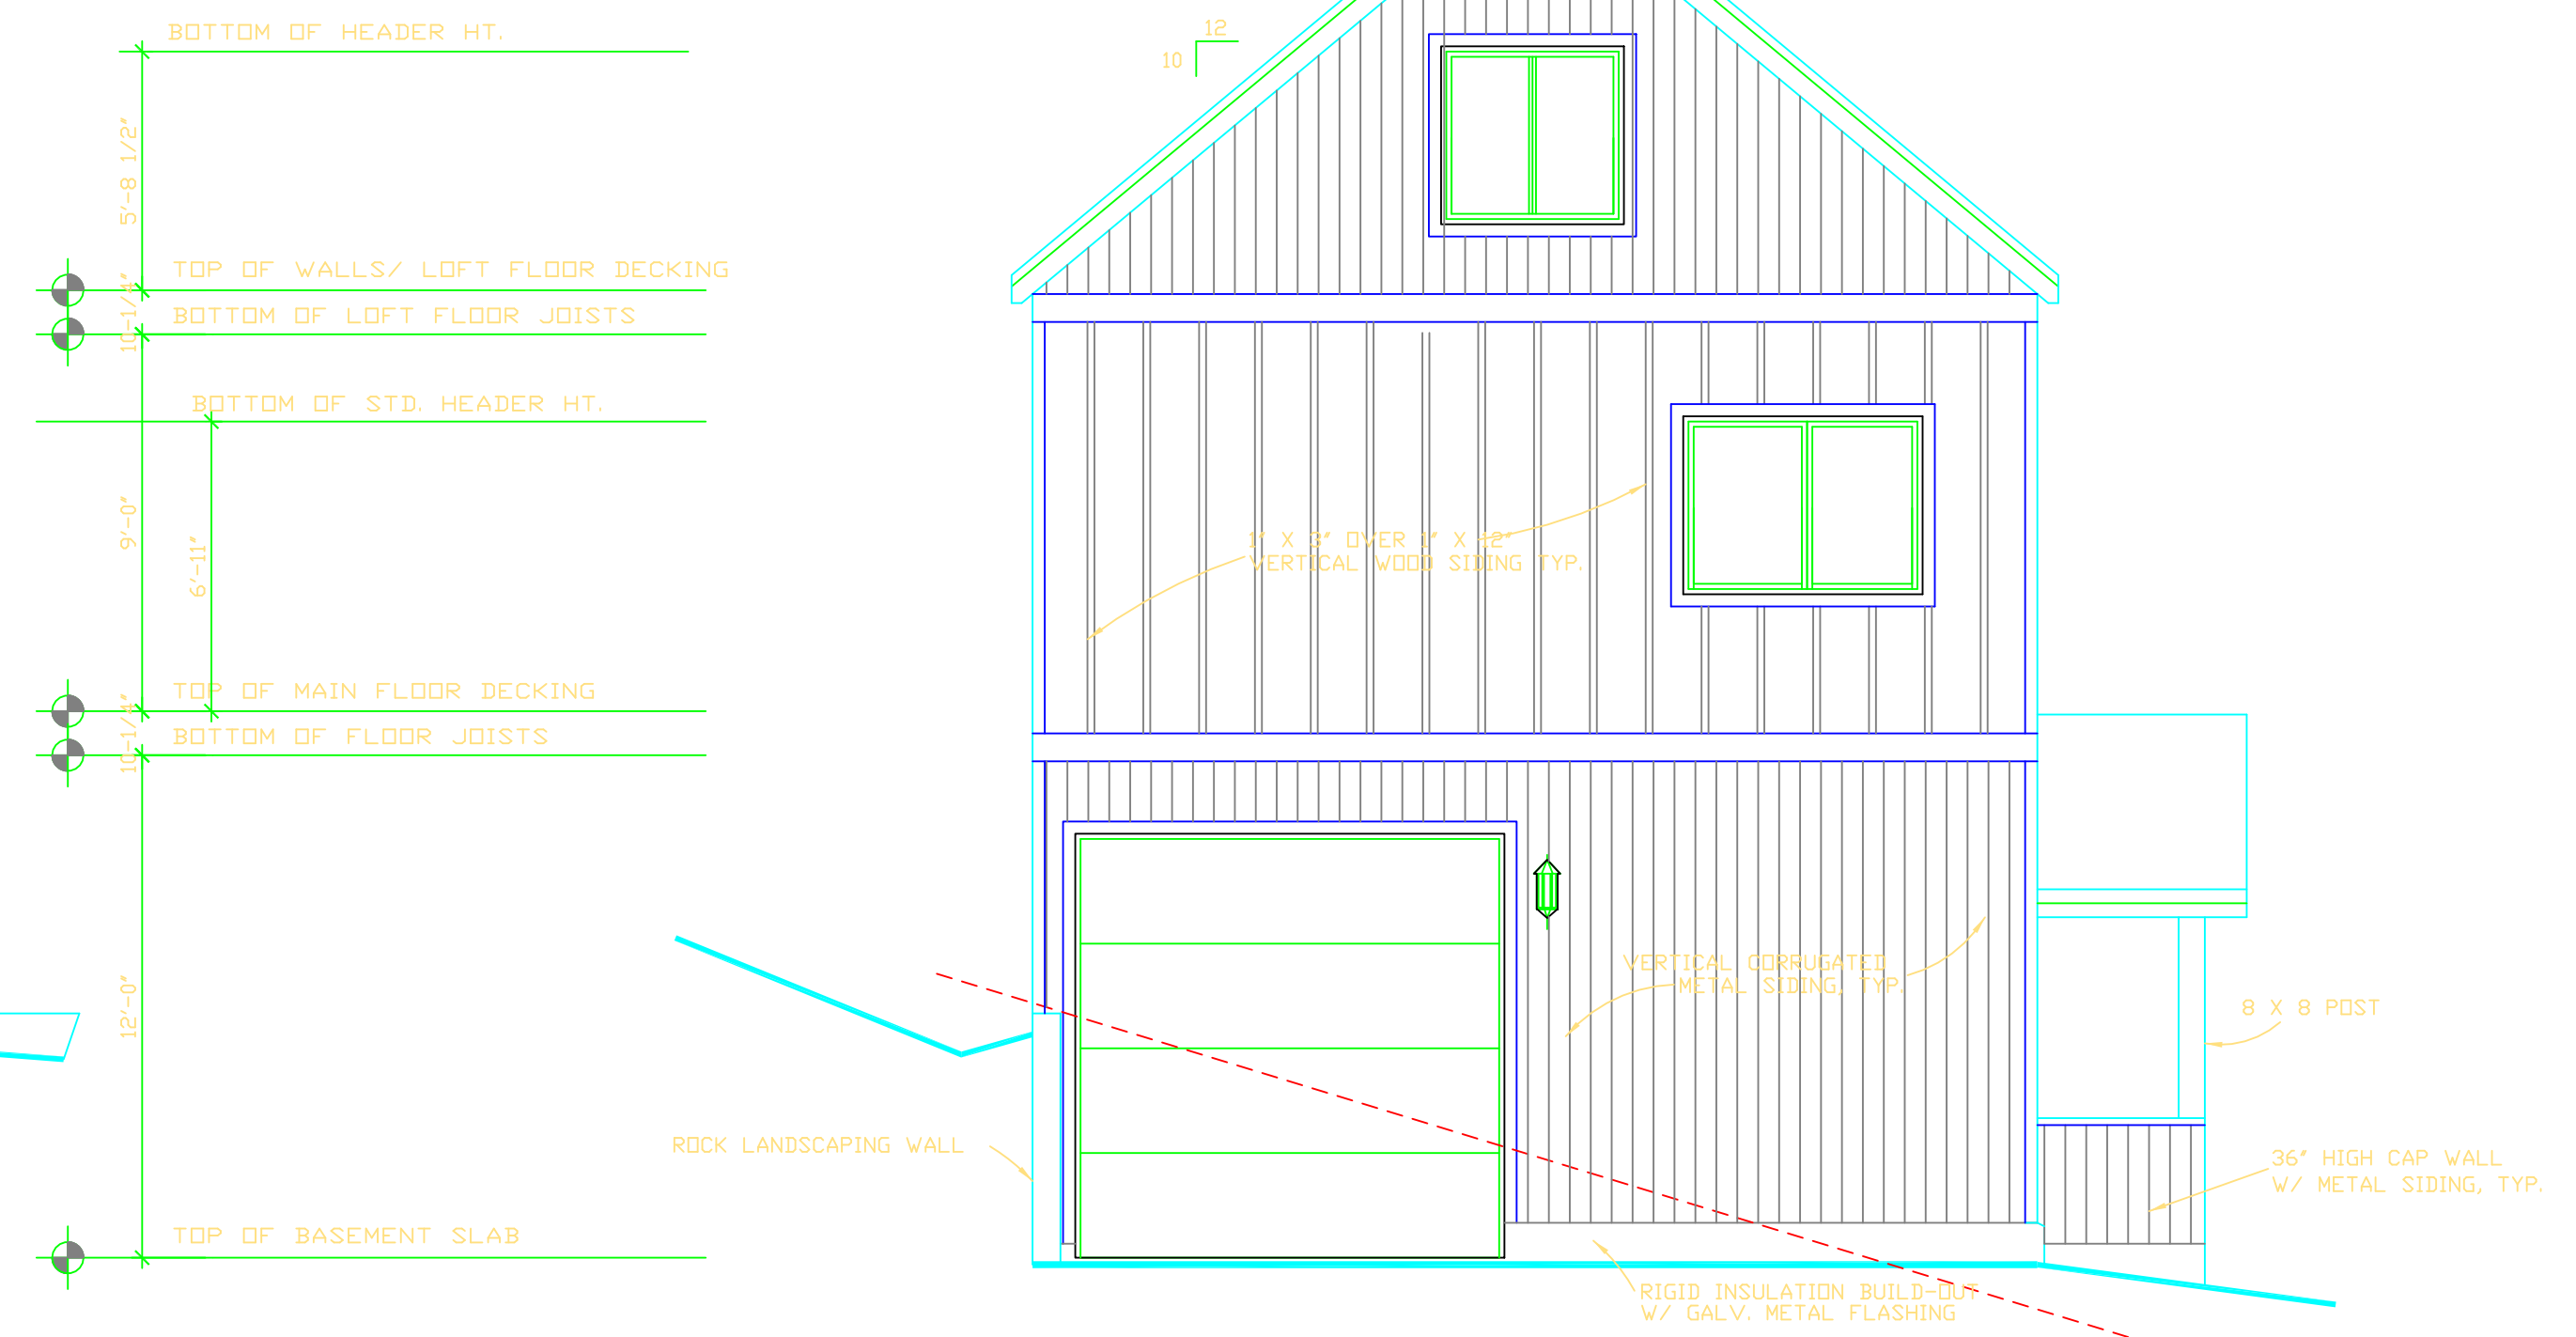 BOTTOM OF HEADER HT.
12
10
5'-8 1/2"
TOP OF WALLS/ LOFT FLOOR DECKING
10-1/4"
BOTTOM OF LOFT FLOOR JOISTS
BOTTOM OF STD. HEADER HT.
9'-0"
6'-11"
1" X 3" OVER 1" X 12"
VERTICAL WOOD SIDING TYP.
TOP OF MAIN FLOOR DECKING
10-1/4"
BOTTOM OF FLOOR JOISTS
12'-0"
VERTICAL CORRUGATED
METAL SIDING, TYP.
8 X 8 POST
ROCK LANDSCAPING WALL
36" HIGH CAP WALL
W/ METAL SIDING, TYP.
TOP OF BASEMENT SLAB
RIGID INSULATION BUILD-OUT
W/ GALV. METAL FLASHING